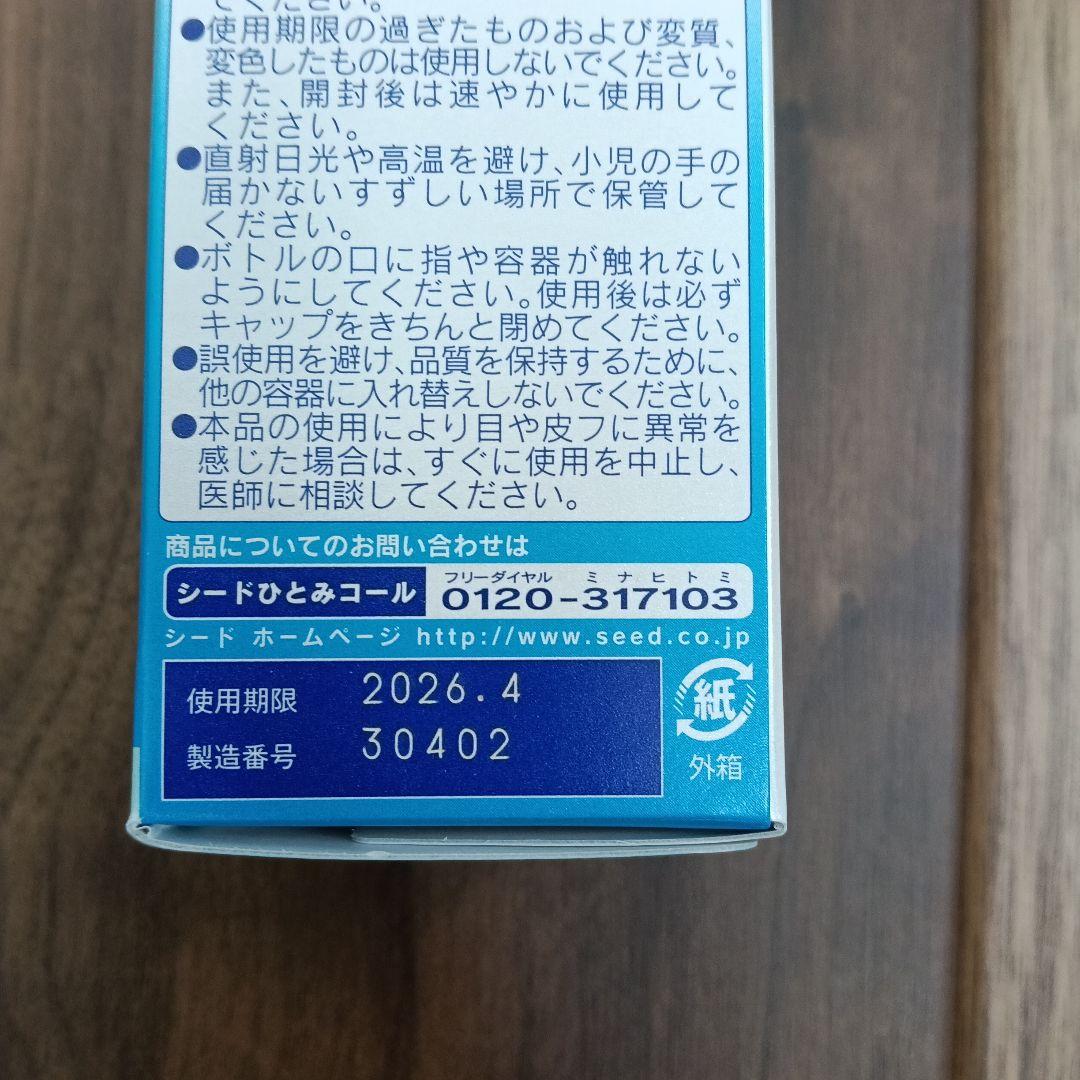 てください。
●使用期限の過ぎたものおよび変質、
変色したものは使用しないでください。
また、開封後は速やかに使用して
ください。
●直射日光や高温を避け、小児の手の
届かないすずしい場所で保管して
ください。
●ボトルの口に指や容器が触れない
ようにしてください。使用後は必ず
キャップをきちんと閉めてください。
●誤使用を避け、品質を保持するために、
他の容器に入れ替えしないでください。
●本品の使用により目や皮フに異常を
感じた場合は、すぐに使用を中止し、
医師に相談してください。
商品についてのお問い合わせは
フリーダイヤル ミナヒトミ
シードひとみコール 0120-317103
シード ホームページ http://www.seed.co.jp
使用期限 2026.4
製造番号 30402
紙
外箱